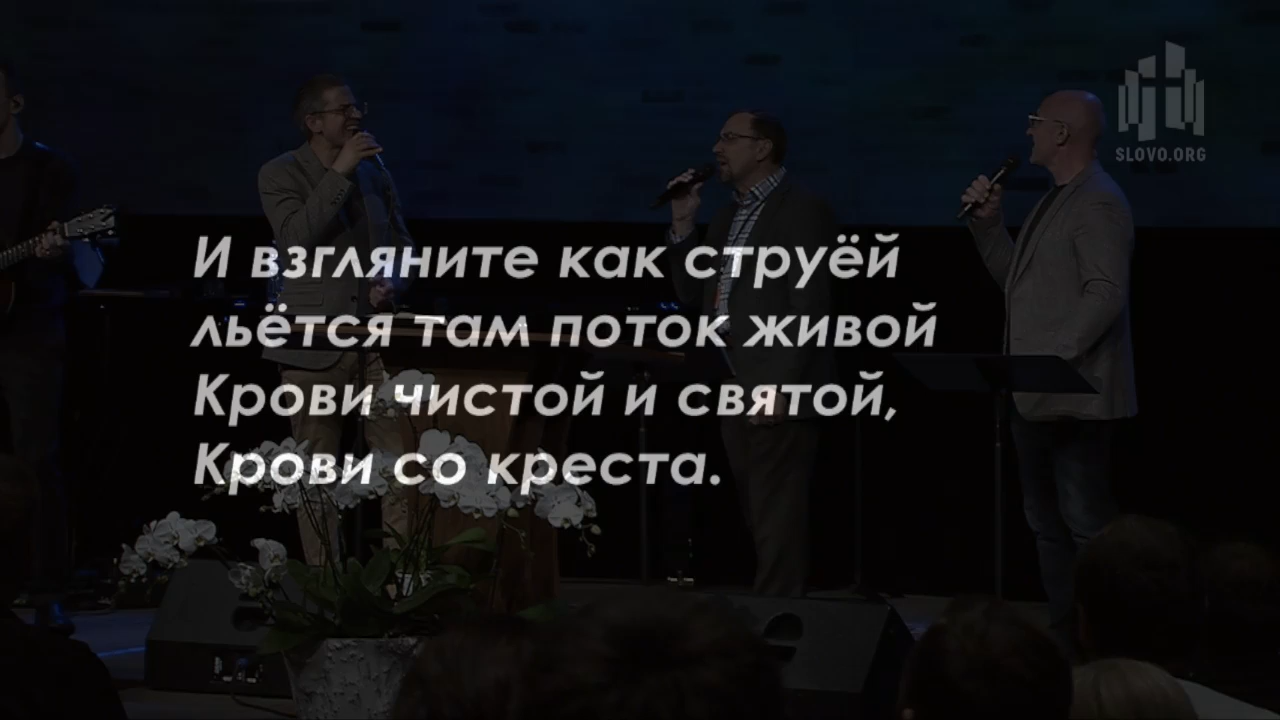 SLOVO.ORG
И взгляните как струёй
льётся там поток живой
Крови чистой и святой,
Крови со креста.